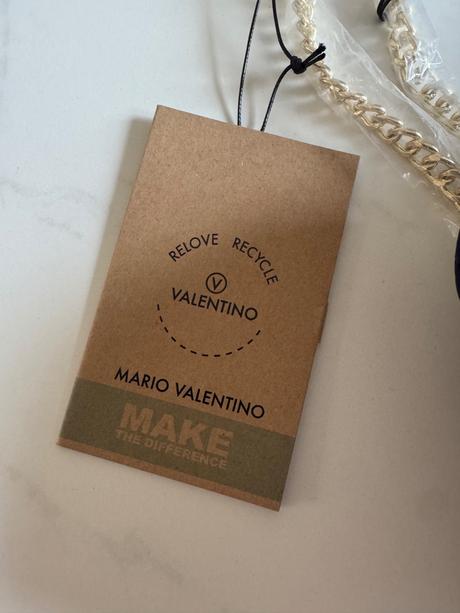 RELOVE RECYCLE
V
VALENTINO
MARIO VALENTINO
MAKE
THE DIFFERENCE